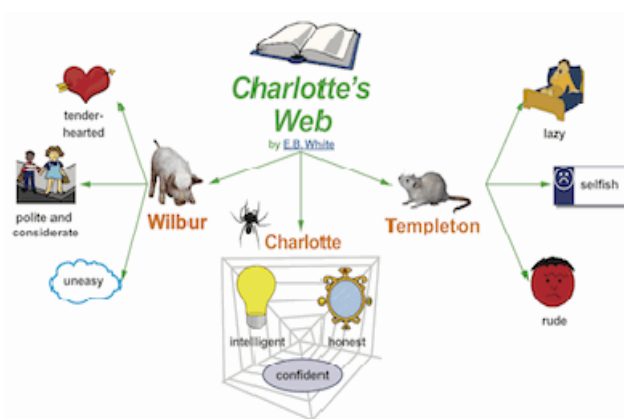 Charlotte's
Web
by E.B. White
tender-
hearted
polite and
considerate
uneasy
Wilbur
Charlotte
intelligent
honest
confident
Templeton
lazy
selfish
rude